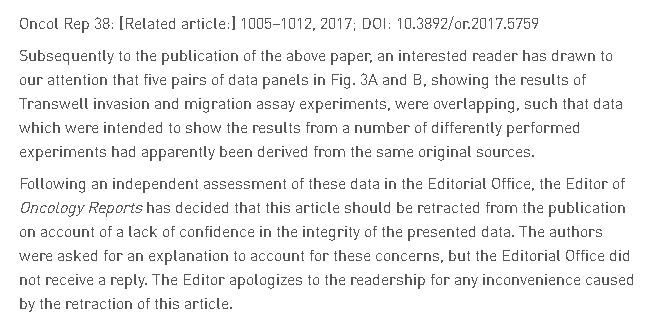 Oncol Rep 38: [Related article:] 1005–1012, 2017; DOI: 10.3892/or.2017.5759
Subsequently to the publication of the above paper, an interested reader has drawn to
our attention that five pairs of data panels in Fig. 3A and B, showing the results of
Transwell invasion and migration assay experiments, were overlapping, such that data
which were intended to show the results from a number of differently performed
experiments had apparently been derived from the same original sources.
Following an independent assessment of these data in the Editorial Office, the Editor of
Oncology Reports has decided that this article should be retracted from the publication
on account of a lack of confidence in the integrity of the presented data. The authors
were asked for an explanation to account for these concerns, but the Editorial Office did
not receive a reply. The Editor apologizes to the readership for any inconvenience caused
by the retraction of this article.